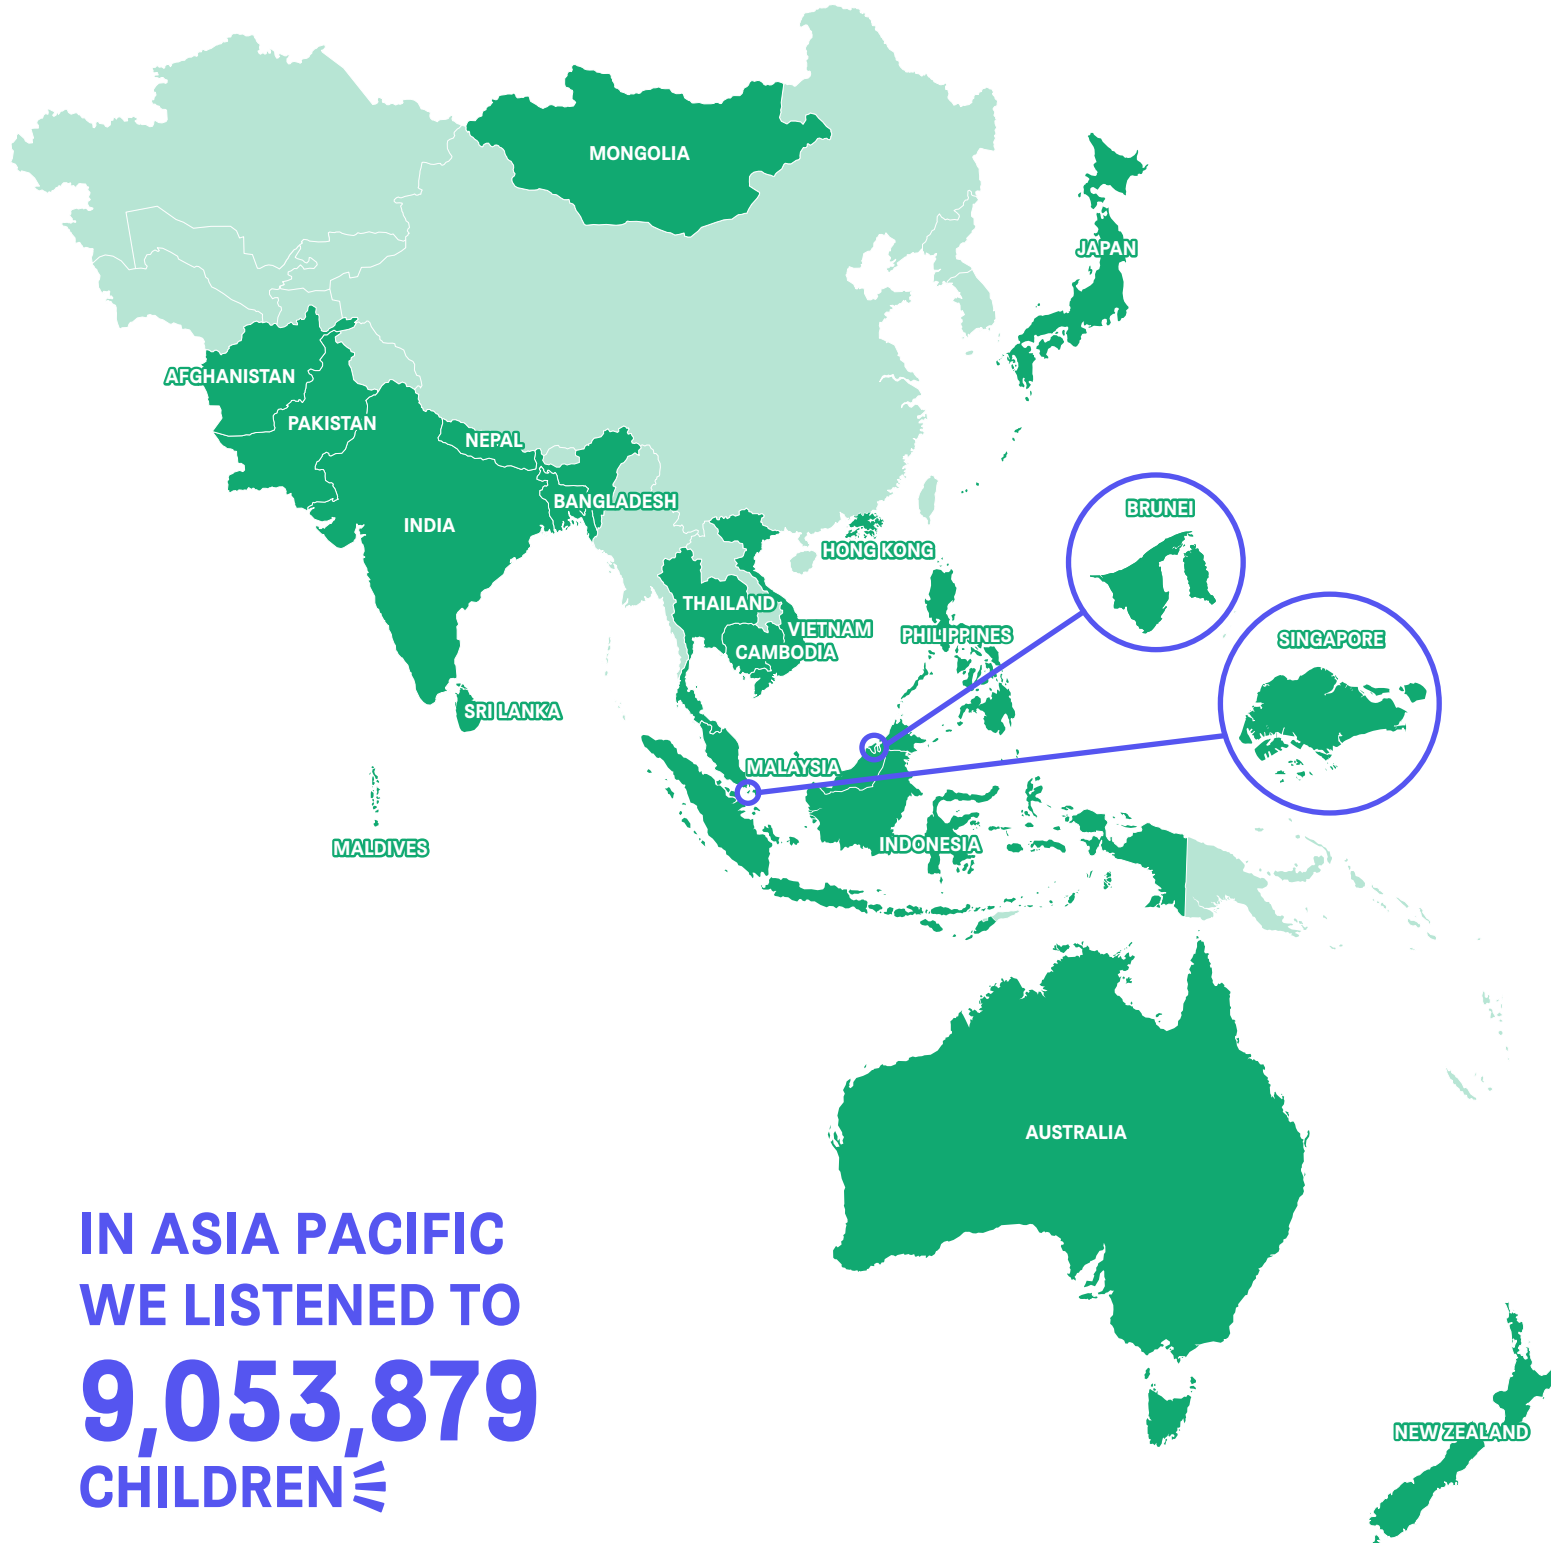 MONGOLIA
JAPAN
AFGHANISTAN
PAKISTAN
NEPAL
BANGLADESH
INDIA
HONG KONG
BRUNEI
THAILAND
VIETNAM
PHILIPPINES
SINGAPORE
CAMBODIA
SRI LANKA
MALAYSIA
MALDIVES
INDONESIA
AUSTRALIA
NEW ZEALAND
IN ASIA PACIFIC
WE LISTENED TO
9,053,879
CHILDREN